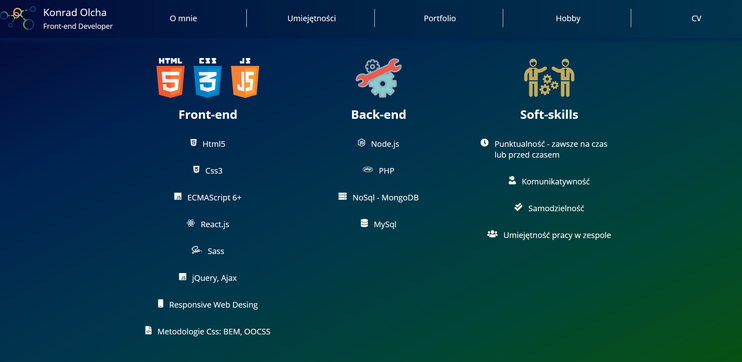 Konrad Olcha
Front-end Developer
O mnie
Umiejętności
Portfolio
Hobby
CV
HTML
5
CSS
3
JS
JS
Front-end
Html5
Css3
ECMAScript 6+
React.js
Sass
jQuery, Ajax
Responsive Web Desing
Metodologie Css: BEM, OOCSS
Back-end
Node.js
PHP
NoSql - MongoDB
MySql
Soft-skills
Punktualność - zawsze na czas
lub przed czasem
Komunikatywność
Samodzielność
Umiejętność pracy w zespole